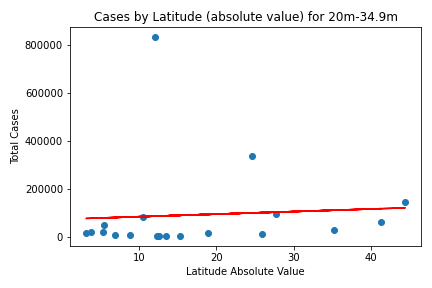 Cases by Latitude (absolute value) for 20m-34.9m
800000
600000
400000
200000
0
Total Cases
10 20 30 40
Latitude Absolute Value